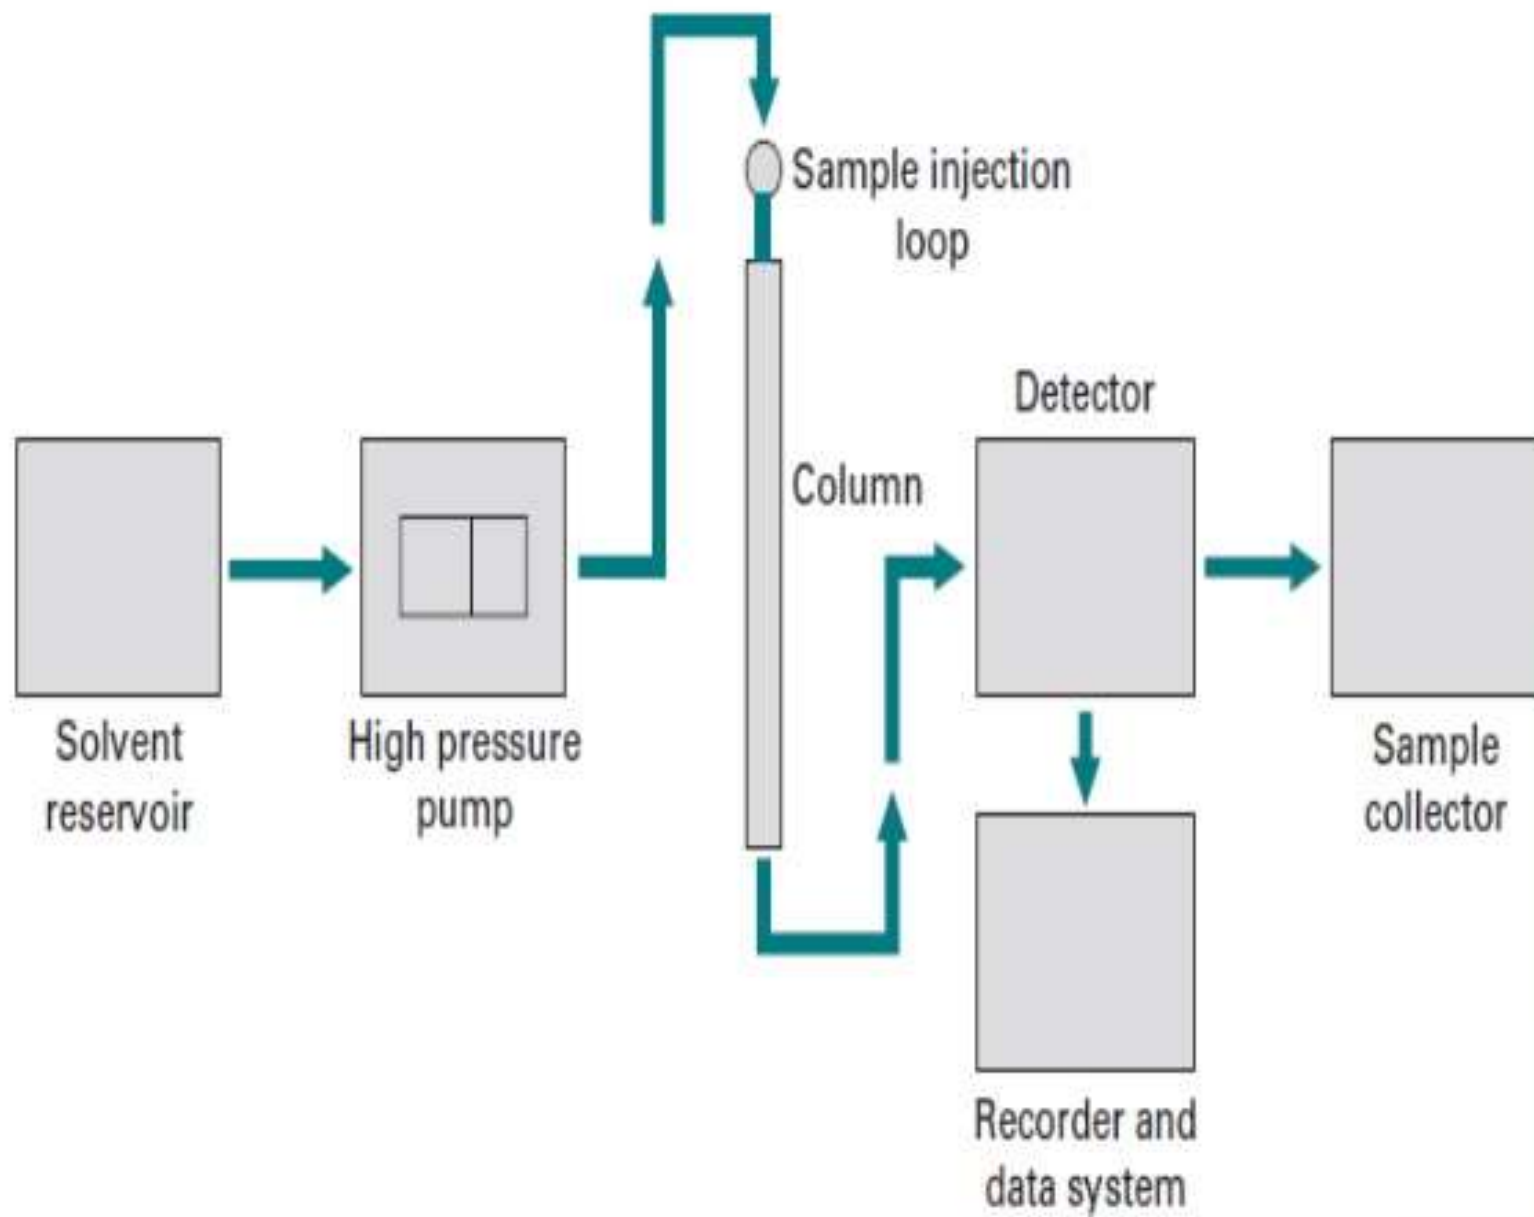 Sample injection
loop
Detector
Column
Solvent
reservoir
High pressure
pump
Sample
collector
Recorder and
data system